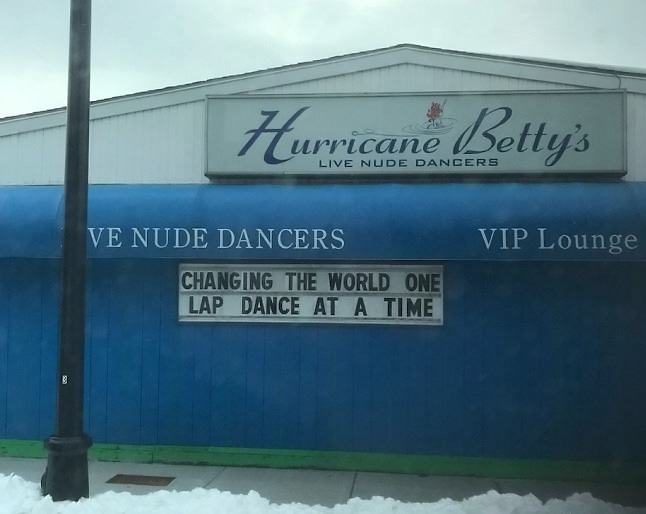 Hurricane Betty's
LIVE NUDE DANCERS
VE NUDE DANCERS
VIP Lounge
CHANGING THE WORLD ONE
LAP DANCE AT A TIME